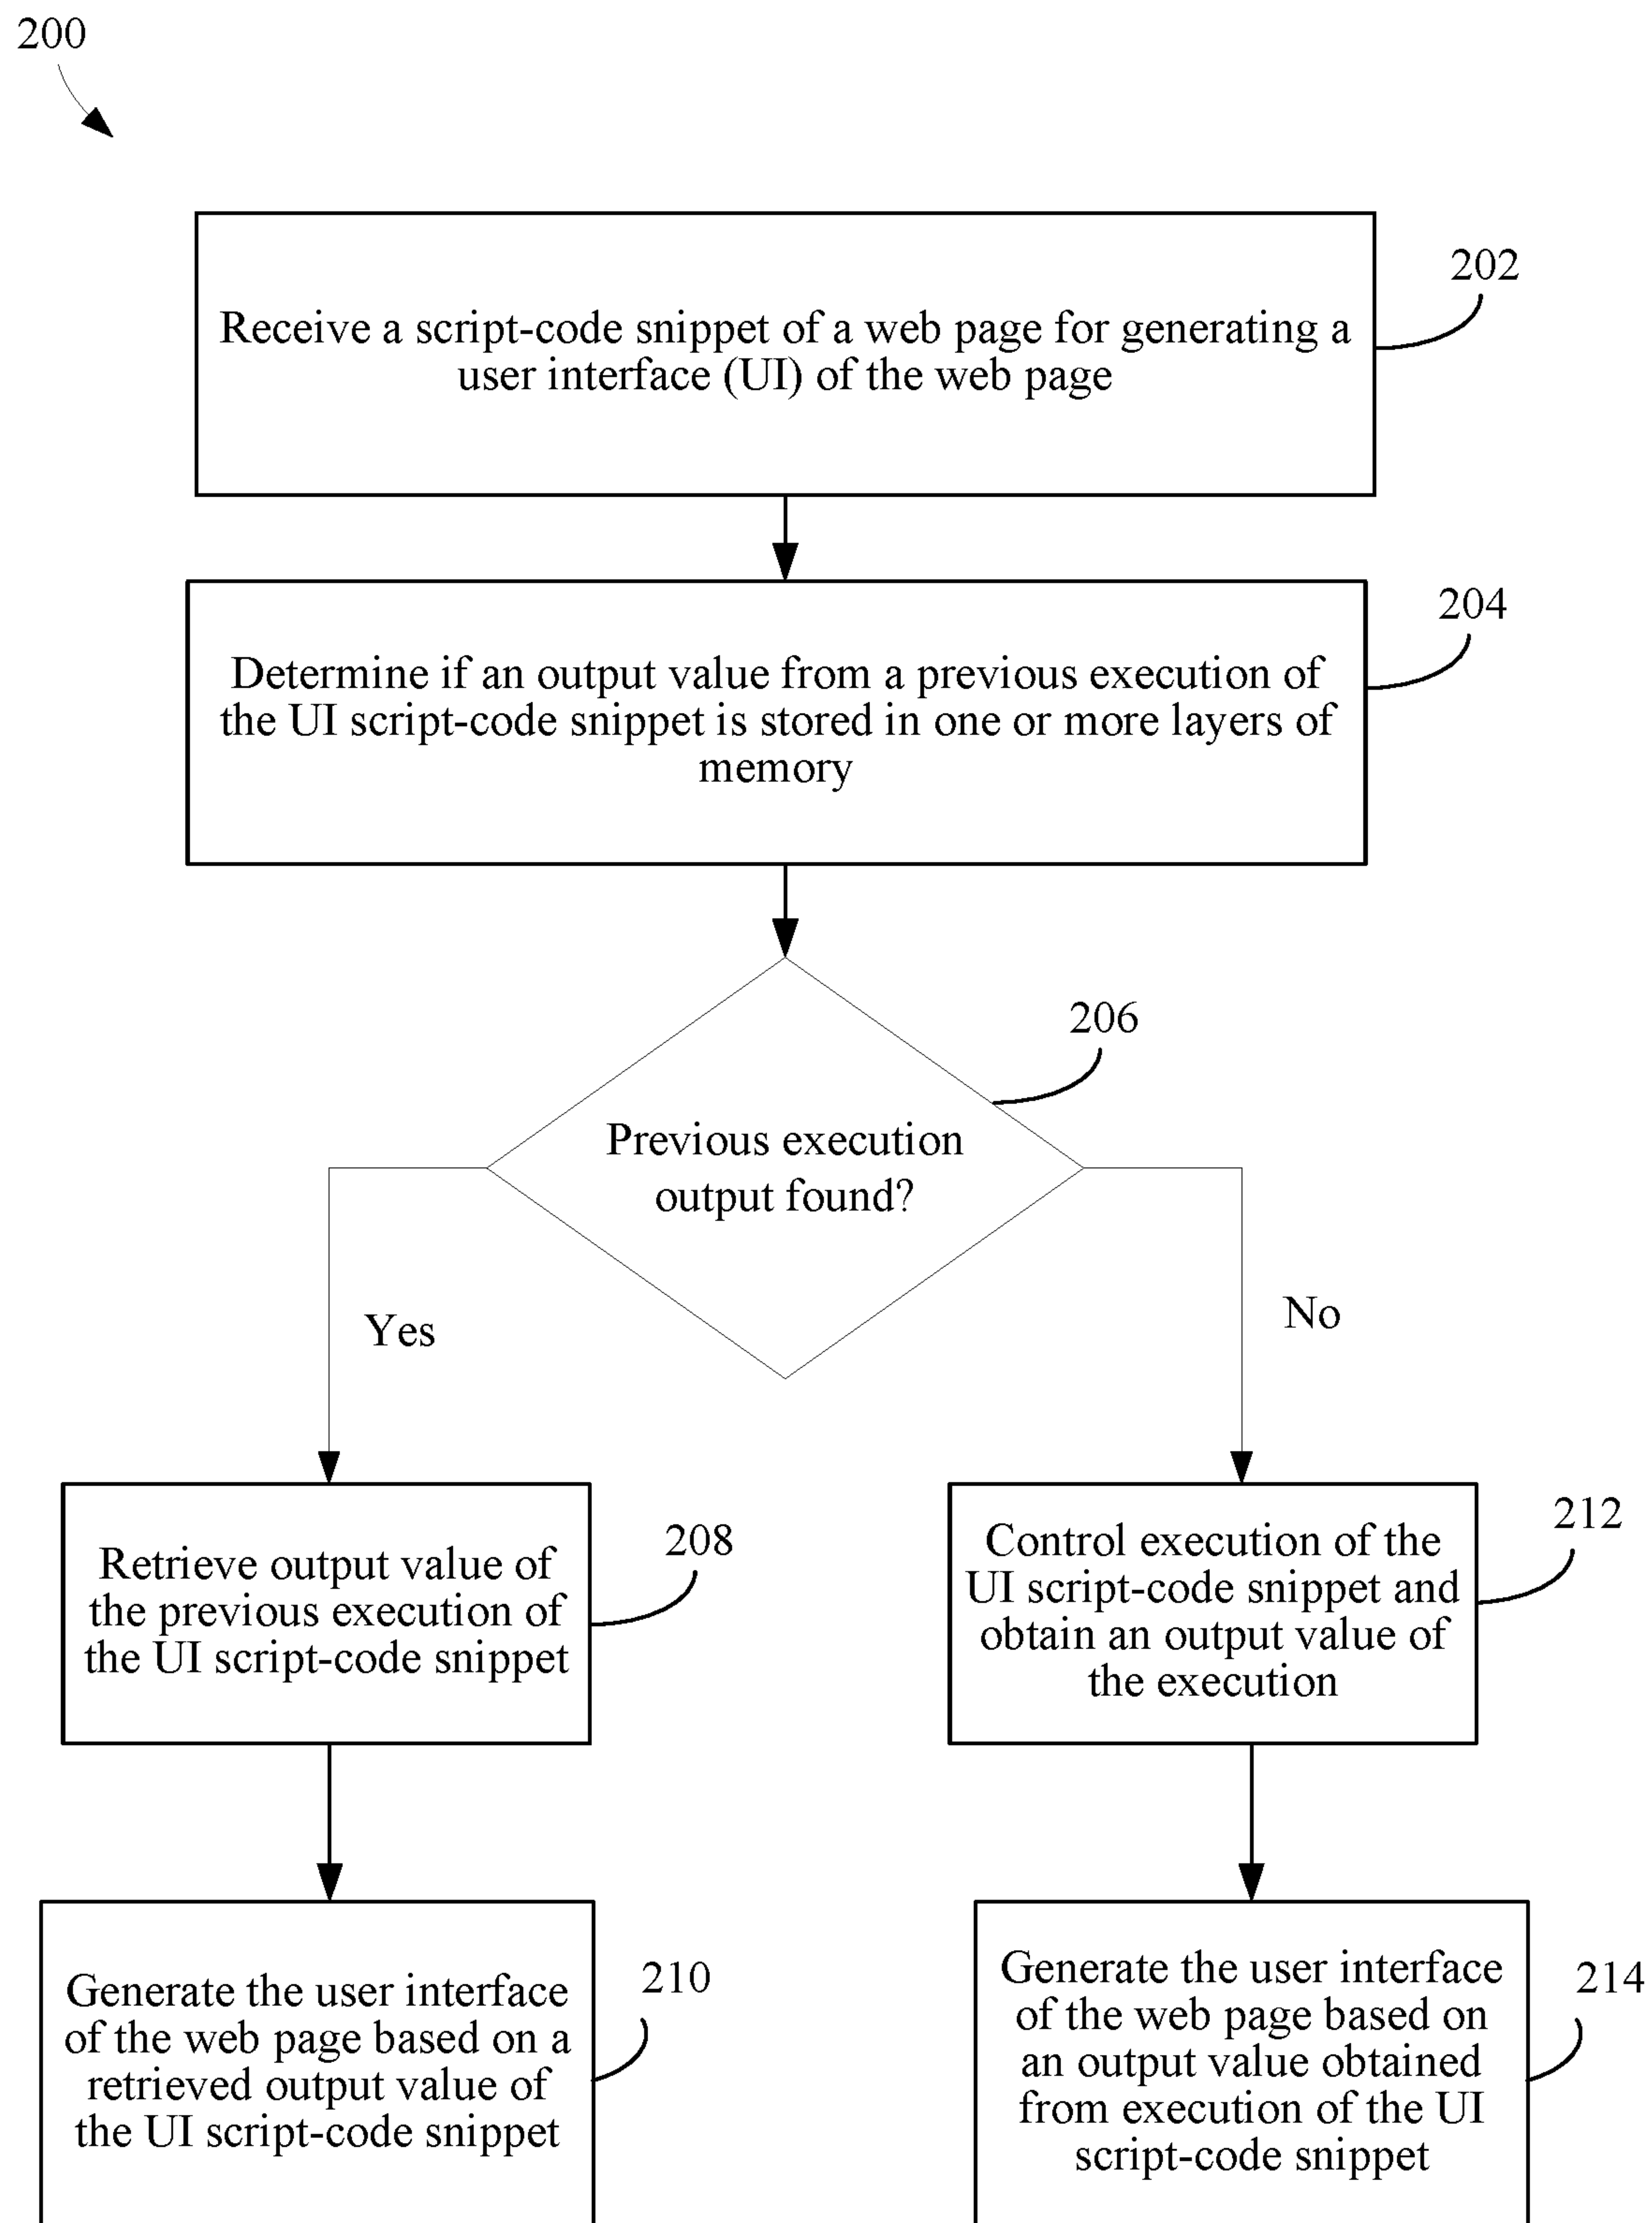 200
202
Receive a script-code snippet of a web page for generating a
user interface (UI) of the web page
204
Determine if an output value from a previous execution of
the UI script-code snippet is stored in one or more layers of
memory
206
Previous execution
output found?
Yes
No
208
Retrieve output value of
the previous execution of
the UI script-code snippet
212
Control execution of the
UI script-code snippet and
obtain an output value of
the execution
210
Generate the user interface
of the web page based on a
retrieved output value of
the UI script-code snippet
214
Generate the user interface
of the web page based on
an output value obtained
from execution of the UI
script-code snippet